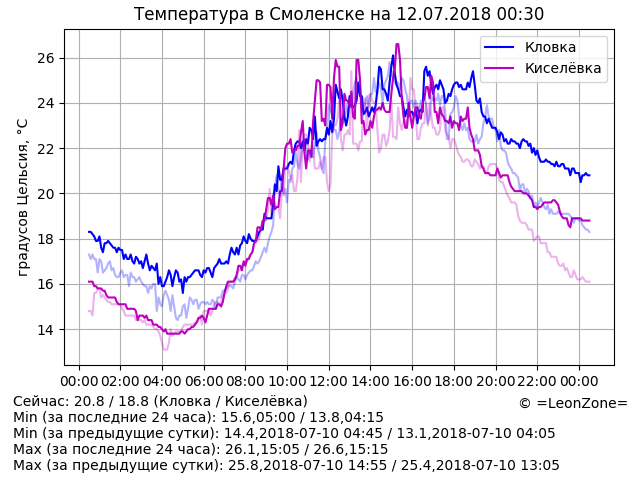 Температура в Смоленске на 12.07.2018 00:30
градусов Цельсия, °C
26
24
22
20
18
16
14
Кловка
Киселёвка
00:00 02:00 04:00 06:00 08:00 10:00 12:00 14:00 16:00 18:00 20:00 22:00 00:00
Сейчас: 20.8 / 18.8 (Кловка / Киселёвка)
© =LeonZone=
Min (за последние 24 часа): 15.6,05:00 / 13.8,04:15
Min (за предыдущие сутки): 14.4,2018-07-10 04:45 / 13.1,2018-07-10 04:05
Max (за последние 24 часа): 26.1,15:05 / 26.6,15:15
Max (за предыдущие сутки): 25.8,2018-07-10 14:55 / 25.4,2018-07-10 13:05